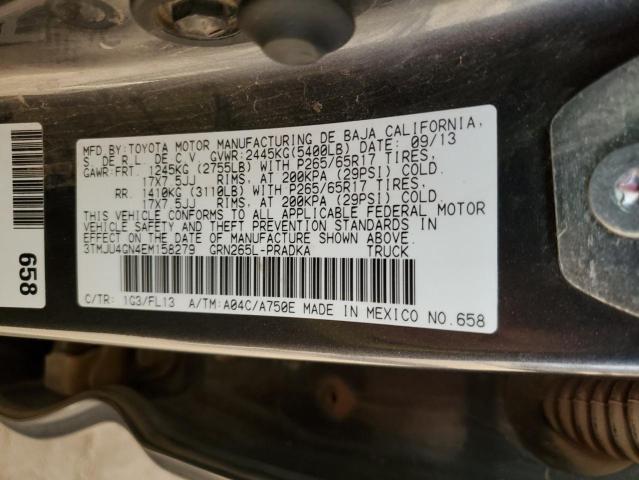 MFD.BY:TOYOTA MOTOR MANUFACTURING DE BAJA CALIFORNIA,
S. DE R.L. DE C.V. GVWR:2445KG(5400LB) DATE: 09/13
GAWR:FRT. 1245KG (2755LB) WITH P265/65R17 TIRES,
17X7.5JJ RIMS, AT 200KPA (29PSI) COLD.
RR. 1410KG (3110LB) WITH P265/65R17 TIRES,
17X7.5JJ RIMS, AT 200KPA (29PSI) COLD.
THIS VEHICLE CONFORMS TO ALL APPLICABLE FEDERAL MOTOR
VEHICLE SAFETY AND THEFT PREVENTION STANDARDS IN
EFFECT ON THE DATE OF MANUFACTURE SHOWN ABOVE.
3TMJU4GN4EM158279 GRN265L-PRADKA TRUCK
C/TR: 1G3/FL13 A/TM:A04C/A750E MADE IN MEXICO NO.658
658